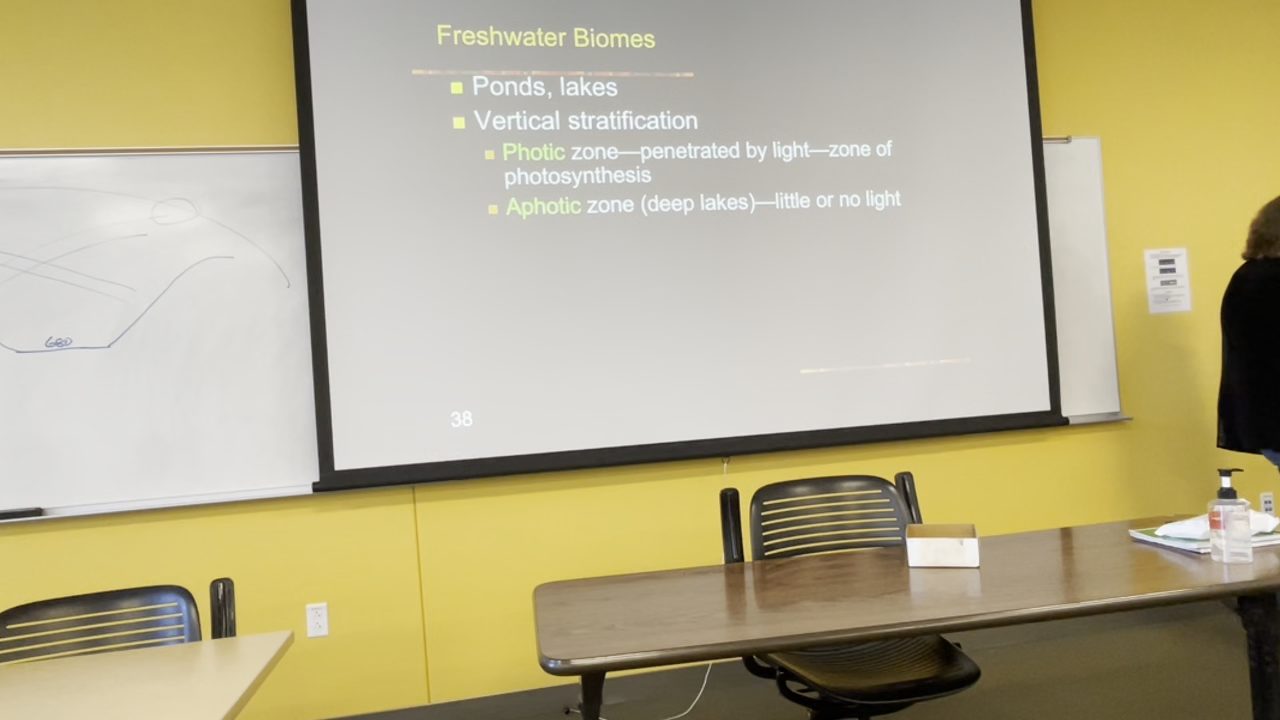 Freshwater Biomes
Ponds, lakes
Vertical stratification
Photic zone—penetrated by light—zone of
photosynthesis
Aphotic zone (deep lakes)—little or no light
38